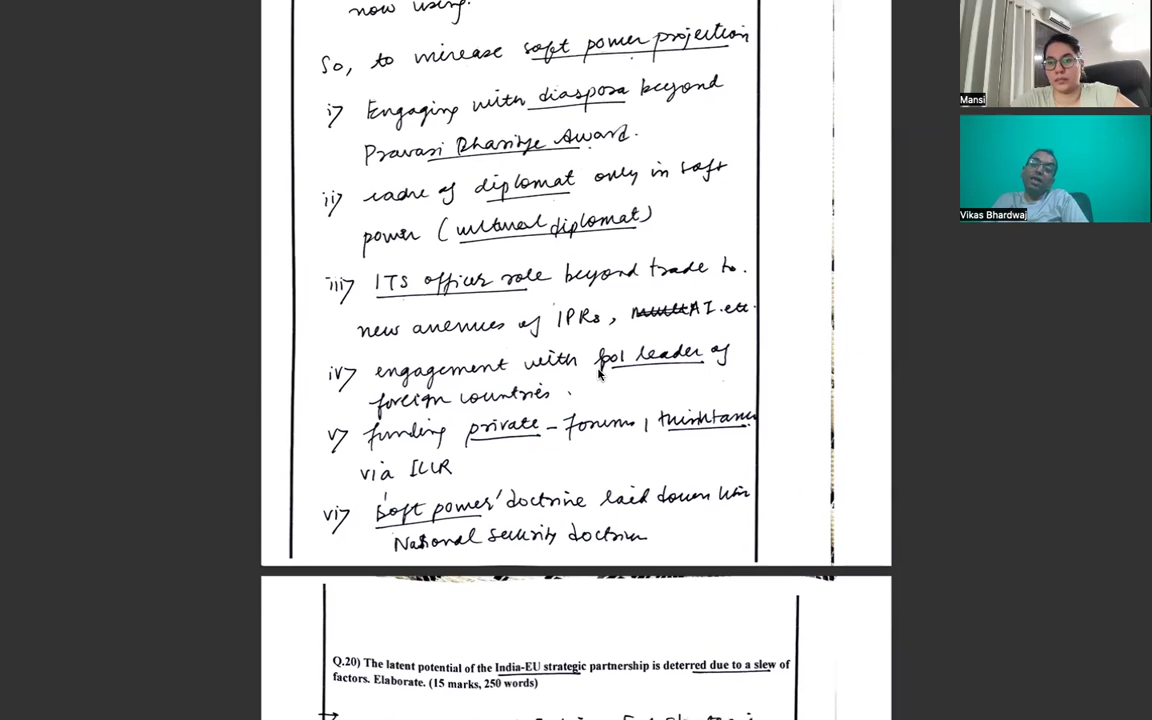 now using.
So, to increase soft power projection
i) Engaging with diaspora beyond
Pravasi Bharitye Award.
ii) cadre of diplomat only in soft
power (cultural diplomat)
iii) ITS officer role beyond trade to
new avenues of IPRs, AI. etc.
iv) engagement with pol leader of
foreign countries.
v) funding private - forums, thinktanks
via ICCR
vi) 'Soft power' doctrine laid down
National security doctrine
Q.20) The latent potential of the India-EU strategic partnership is deterred due to a slew of
factors. Elaborate. (15 marks, 250 words)
Mansi
Vikas Bhardwaj